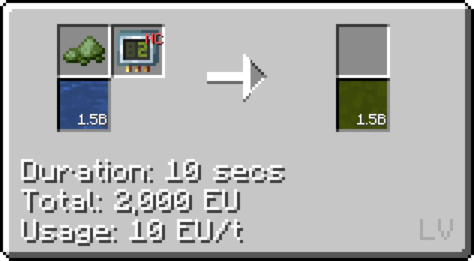 NC
2
1.5B
1.5B
Duration: 10 secs
Total: 2,000 EU
Usage: 10 EU/t
LV